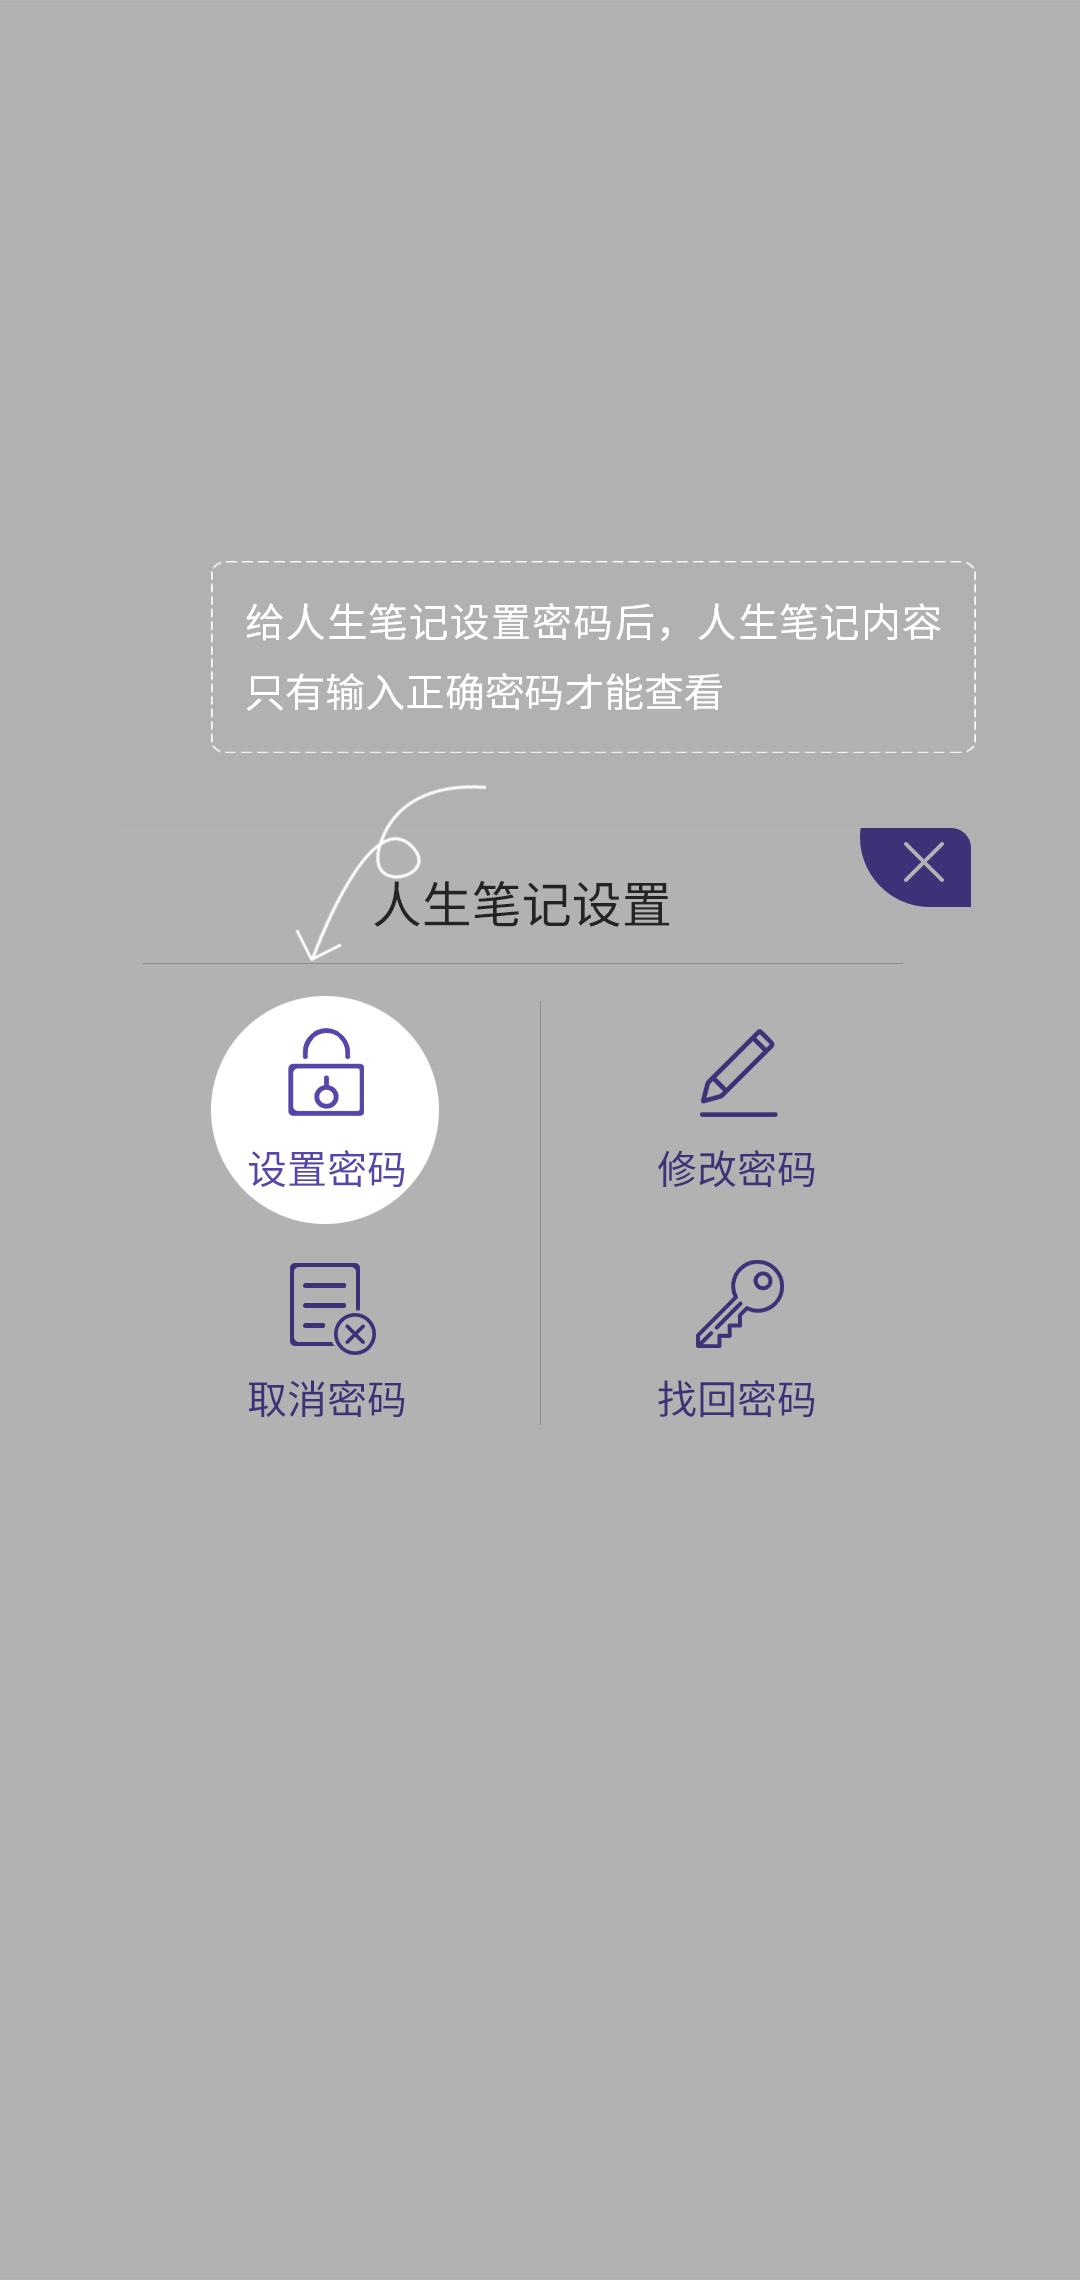 给人生笔记设置密码后，人生笔记内容
只有输入正确密码才能查看
人生笔记设置
设置密码
修改密码
取消密码
找回密码